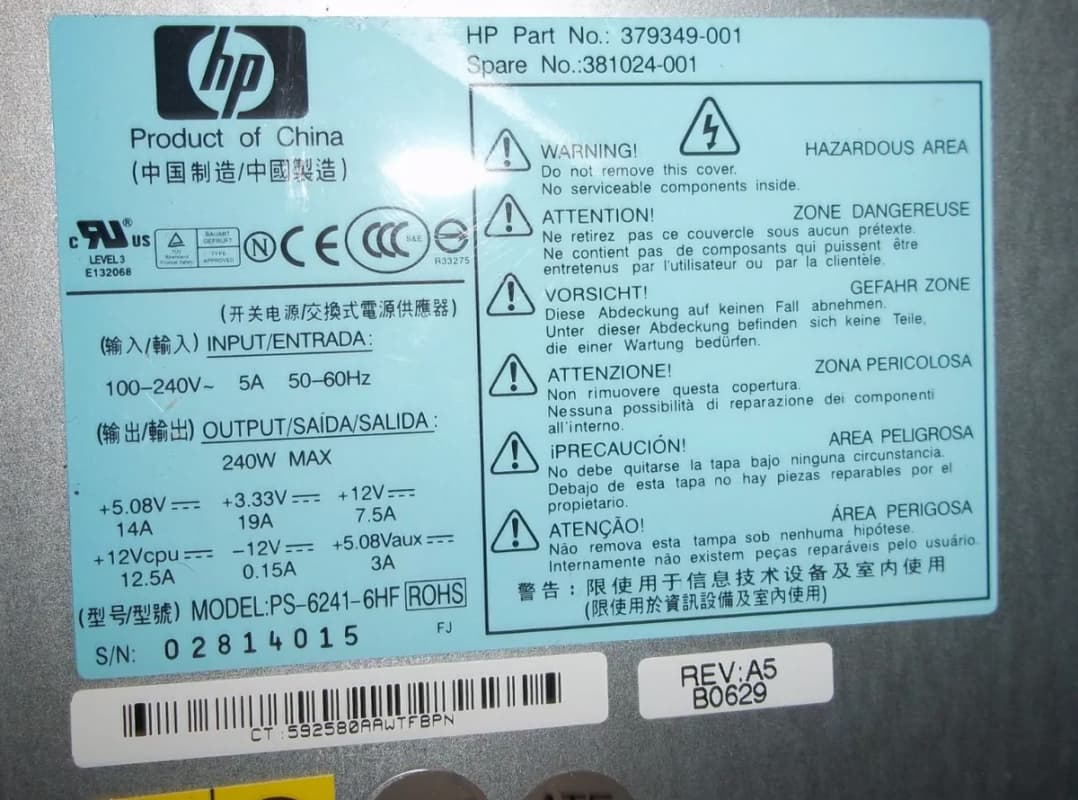 hp
Product of China
(中国制造/中國製造)
c RU® US
LEVEL 3
E132068
BAUART GEPRÜFT
TYPE APPROVED
N
CE
CCC S&E
R33275
(开关电源/交換式電源供應器)
(输入/輸入) INPUT/ENTRADA:
100-240V~ 5A 50-60Hz
(输出/輸出) OUTPUT/SAÍDA/SALIDA:
240W MAX
+5.08V +3.33V +12V
14A 19A 7.5A
+12Vcpu -12V +5.08Vaux
12.5A 0.15A 3A
(型号/型號) MODEL:PS-6241-6HF ROHS
S/N: 02814015 FJ
HP Part No.: 379349-001
Spare No.:381024-001
WARNING! HAZARDOUS AREA
Do not remove this cover.
No serviceable components inside.
ATTENTION! ZONE DANGEREUSE
Ne retirez pas ce couvercle sous aucun prétexte.
Ne contient pas de composants qui puissent être
entretenus par l'utilisateur ou par la clientèle.
VORSICHT! GEFAHR ZONE
Diese Abdeckung auf keinen Fall abnehmen.
Unter dieser Abdeckung befinden sich keine Teile,
die einer Wartung bedürfen.
ATTENZIONE! ZONA PERICOLOSA
Non rimuovere questa copertura.
Nessuna possibilità di reparazione dei componenti
all'interno.
¡PRECAUCIÓN! AREA PELIGROSA
No debe quitarse la tapa bajo ninguna circunstancia.
Debajo de esta tapa no hay piezas reparables por el
propietario.
ATENÇÃO! ÁREA PERIGOSA
Não remova esta tampa sob nenhuma hipótese.
Internamente não existem peças reparáveis pelo usuário.
警告: 限使用于信息技术设备及室内使用
(限使用於資訊設備及室內使用)
CT:592580AAWTFBPN
REV:A5
B0629